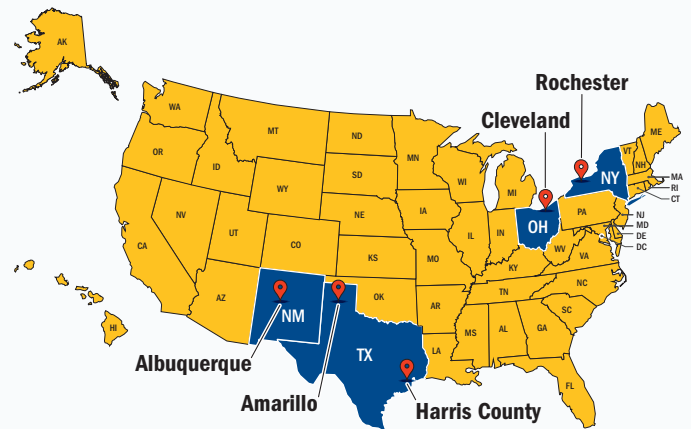 AK
Rochester
Cleveland
WA
MT
ND
MN
ME
VT
NH
OR
ID
SD
WI
MI
NY
MA
RI
CT
WY
IA
NE
PA
NJ
NV
UT
CO
IL
IN
OH
MD
DE
DC
CA
KS
MO
WV
VA
KY
AZ
NM
OK
AR
TN
NC
SC
HI
TX
LA
MS
AL
GA
FL
Albuquerque
Amarillo
Harris County